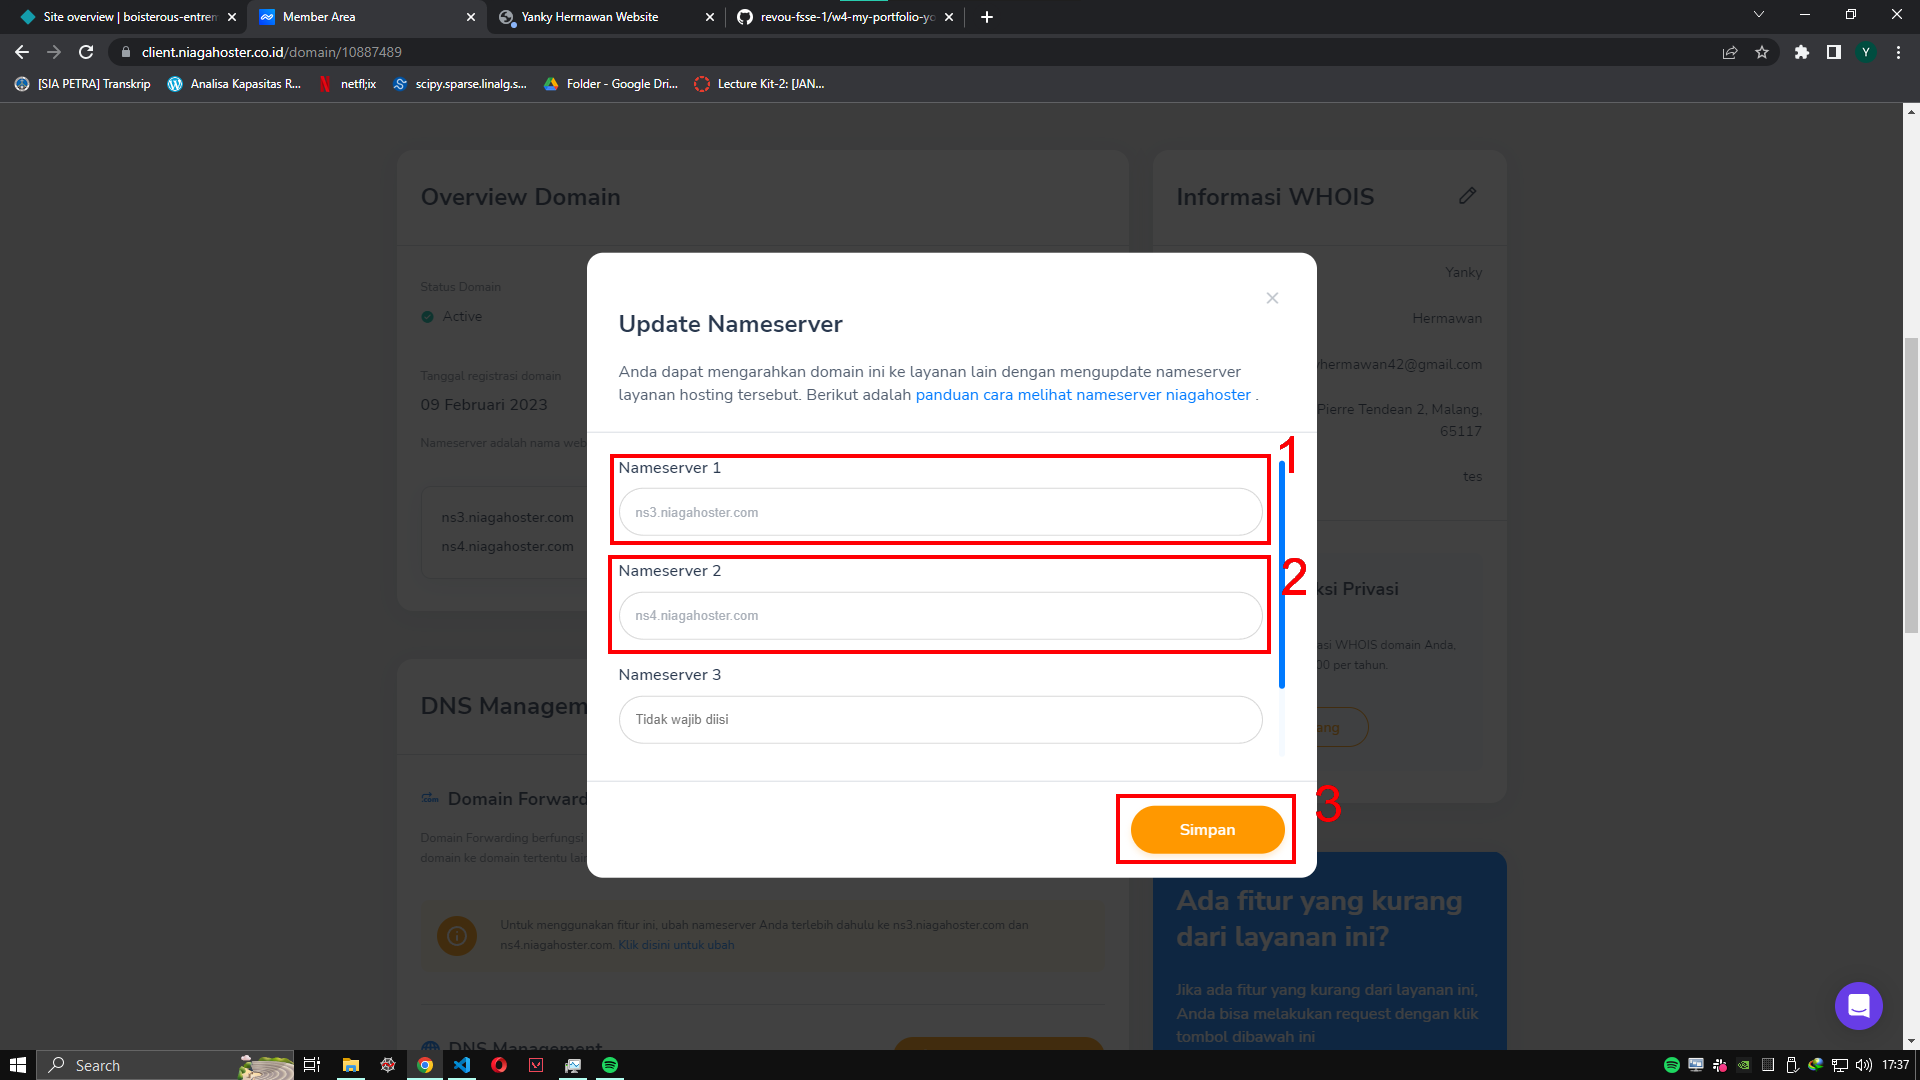 Site overview | boisterous-entrem
Member Area
Yanky Hermawan Website
revou-fsse-1/w4-my-portfolio-yo
client.niagahoster.co.id/domain/10887489
Y
[SIA PETRA] Transkrip
Analisa Kapasitas R...
netfl;ix
scipy.sparse.linalg.s...
Folder - Google Dri...
Lecture Kit-2: [JAN...
Overview Domain
Informasi WHOIS
Status Domain
Active
Tanggal registrasi domain
09 Februari 2023
Nameserver adalah nama web
ns3.niagahoster.com
ns4.niagahoster.com
Yanky
Hermawan
hermawan42@gmail.com
Pierre Tendean 2, Malang,
65117
tes
Update Nameserver
Anda dapat mengarahkan domain ini ke layanan lain dengan mengupdate nameserver
layanan hosting tersebut. Berikut adalah panduan cara melihat nameserver niagahoster .
Nameserver 1
ns3.niagahoster.com
1
Nameserver 2
ns4.niagahoster.com
2
Nameserver 3
Tidak wajib diisi
Simpan
3
ksi Privasi
asi WHOIS domain Anda,
00 per tahun.
ang
DNS Managem
Domain Forward
Domain Forwarding berfungsi
domain ke domain tertentu lai
Untuk menggunakan fitur ini, ubah nameserver Anda terlebih dahulu ke ns3.niagahoster.com dan
ns4.niagahoster.com. Klik disini untuk ubah
DNS Management
Ada fitur yang kurang
dari layanan ini?
Jika ada fitur yang kurang dari layanan ini,
Anda bisa melakukan request dengan klik
tombol dibawah ini
Search
17:37